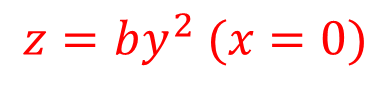 z = by² (x = 0)